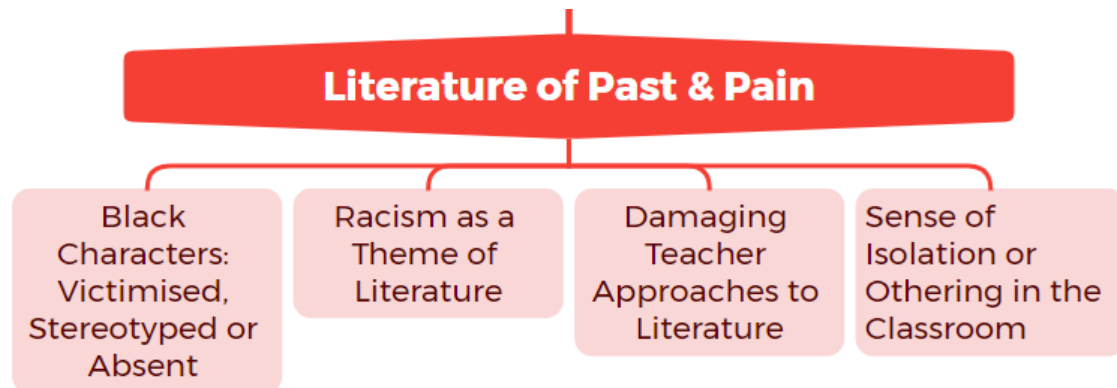 Literature of Past & Pain
Black
Characters:
Victimised,
Stereotyped or
Absent
Racism as a
Theme of
Literature
Damaging
Teacher
Approaches to
Literature
Sense of
Isolation or
Othering in the
Classroom